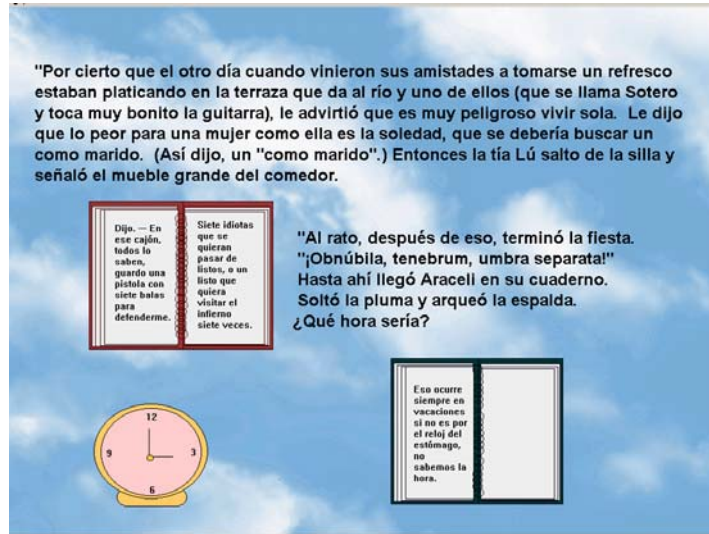 "Por cierto que el otro día cuando vinieron sus amistades a tomarse un refresco
estaban platicando en la terraza que da al río y uno de ellos (que se llama Sotero
y toca muy bonito la guitarra), le advirtió que es muy peligroso vivir sola.  Le dijo
que lo peor para una mujer como ella es la soledad, que se debería buscar un
como marido.  (Así dijo, un "como marido".) Entonces la tía Lú salto de la silla y
señaló el mueble grande del comedor.
Dijo. — En
ese cajón,
todos lo
saben,
guardo una
pistola con
siete balas
para
defenderme.
Siete idiotas
que se
quieran
pasar de
listos, o un
listo que
quiera
visitar el
infierno
siete veces.
"Al rato, después de eso, terminó la fiesta.
"¡Obnúbila, tenebrum, umbra separata!"
Hasta ahí llegó Araceli en su cuaderno.
Soltó la pluma y arqueó la espalda.
¿Qué hora sería?
Eso ocurre
siempre en
vacaciones
si no es por
el reloj del
estómago,
no
sabemos la
hora.
12
9
3
6